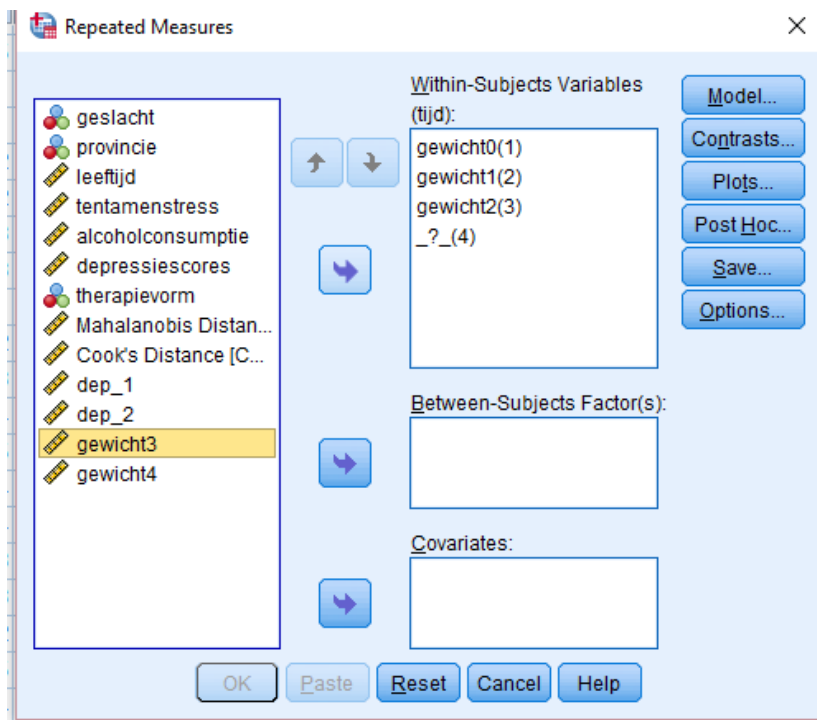 Repeated Measures
geslacht
provincie
leeftijd
tentamenstress
alcoholconsumptie
depressiescores
therapievorm
Mahalanobis Distan...
Cook's Distance [C...
dep_1
dep_2
gewicht3
gewicht4
Within-Subjects Variables
(tijd):
gewicht0(1)
gewicht1(2)
gewicht2(3)
_?_(4)
Between-Subjects Factor(s):
Covariates:
Model...
Contrasts...
Plots...
Post Hoc...
Save...
Options...
OK Paste Reset Cancel Help